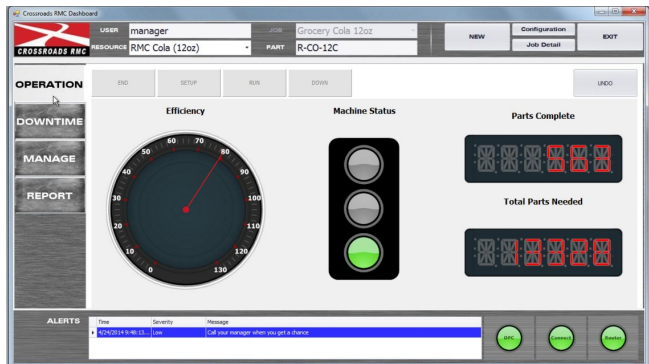 Crossroads RMC Dashboard
CROSSROADS RMC
USER manager JOB Grocery Cola 12oz
RESOURCE RMC Cola (12oz) PART R-CO-12C
NEW
Configuration
Job Detail
EXIT
OPERATION
DOWNTIME
MANAGE
REPORT
END SETUP RUN DOWN UNDO
Efficiency
0 10 20 30 40 50 60 70 80 90 100 110 120 130
Machine Status
Parts Complete
563
Total Parts Needed
ALERTS
Time Severity Message
4/24/2014 9:48:13... Low Call your manager when you get a chance
OPC Connect Router